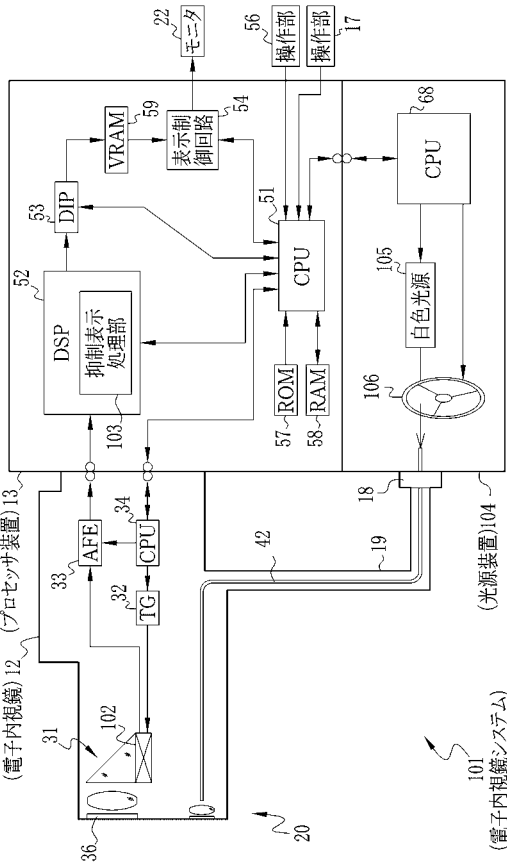 (電子内視鏡)12
(プロセッサ装置)13
22
モニタ
56
操作部
17
操作部
59
VRAM
54
表示制
御回路
53
DIP
52
DSP
抑制表示
処理部
103
51
CPU
57
ROM
58
RAM
68
CPU
105
白色光源
106
33
AFE
34
CPU
32
TG
31
102
36
20
42
19
18
(光源装置)104
101
(電子内視鏡システム)